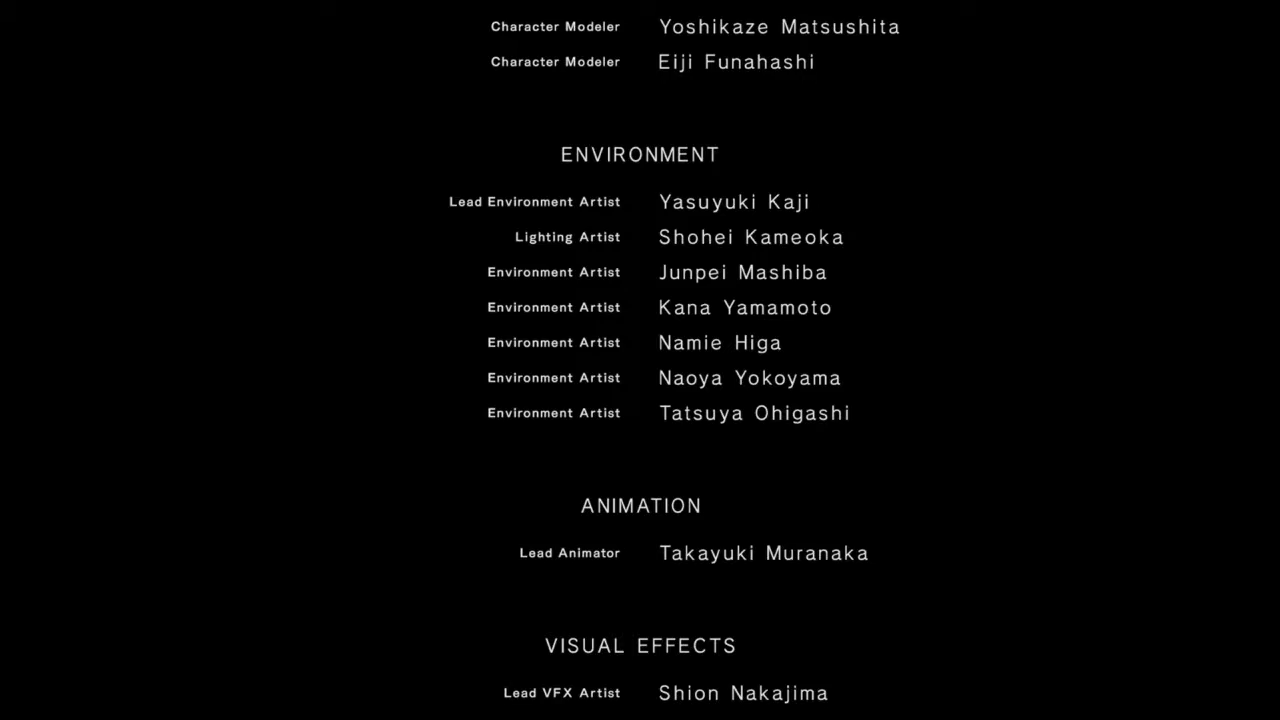 Character Modeler Yoshikaze Matsushita
Character Modeler Eiji Funahashi
ENVIRONMENT
Lead Environment Artist Yasuyuki Kaji
Lighting Artist Shohei Kameoka
Environment Artist Junpei Mashiba
Environment Artist Kana Yamamoto
Environment Artist Namie Higa
Environment Artist Naoya Yokoyama
Environment Artist Tatsuya Ohigashi
ANIMATION
Lead Animator Takayuki Muranaka
VISUAL EFFECTS
Lead VFX Artist Shion Nakajima